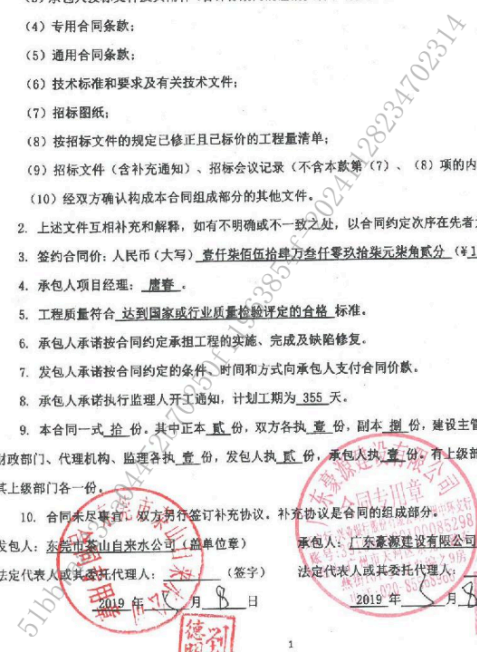 （4）专用合同条款；
（5）通用合同条款；
（6）技术标准和要求及有关技术文件；
（7）招标图纸；
（8）按招标文件的规定已修正且已标价的工程量清单；
（9）招标文件（含补充通知）、招标会议记录（不含本款第（7）、（8）项的内
（10）经双方确认构成本合同组成部分的其他文件。
2. 上述文件互相补充和解释，如有不明确或不一致之处，以合同约定次序在先者
3. 签约合同价：人民币（大写）壹仟柒佰伍拾肆万叁仟零玖拾柒元柒角贰分（¥1
4. 承包人项目经理：唐春。
5. 工程质量符合 达到国家或行业质量检验评定的合格 标准。
6. 承包人承诺按合同约定承担工程的实施、完成及缺陷修复。
7. 发包人承诺按合同约定的条件、时间和方式向承包人支付合同价款。
8. 承包人承诺执行监理人开工通知，计划工期为 355 天。
9. 本合同一式 拾 份，其中正本 贰 份，双方各执 壹 份，副本 捌 份，建设主管
财政部门、代理机构、监理各执 壹 份，发包人执 贰 份，承包人执 壹 份，有上级部
其上级部门各一份。
10. 合同未尽事宜，双方另行签订补充协议。补充协议是合同的组成部分。
发包人：东莞市茶山自来水公司（盖单位章）
承包人：广东豪源建设有限公司
法定代表人或其委托代理人：（签字）
法定代表人或其委托代理人：
2019 年 5 月 8 日
2019 年 5 月 8
合同专用章
1